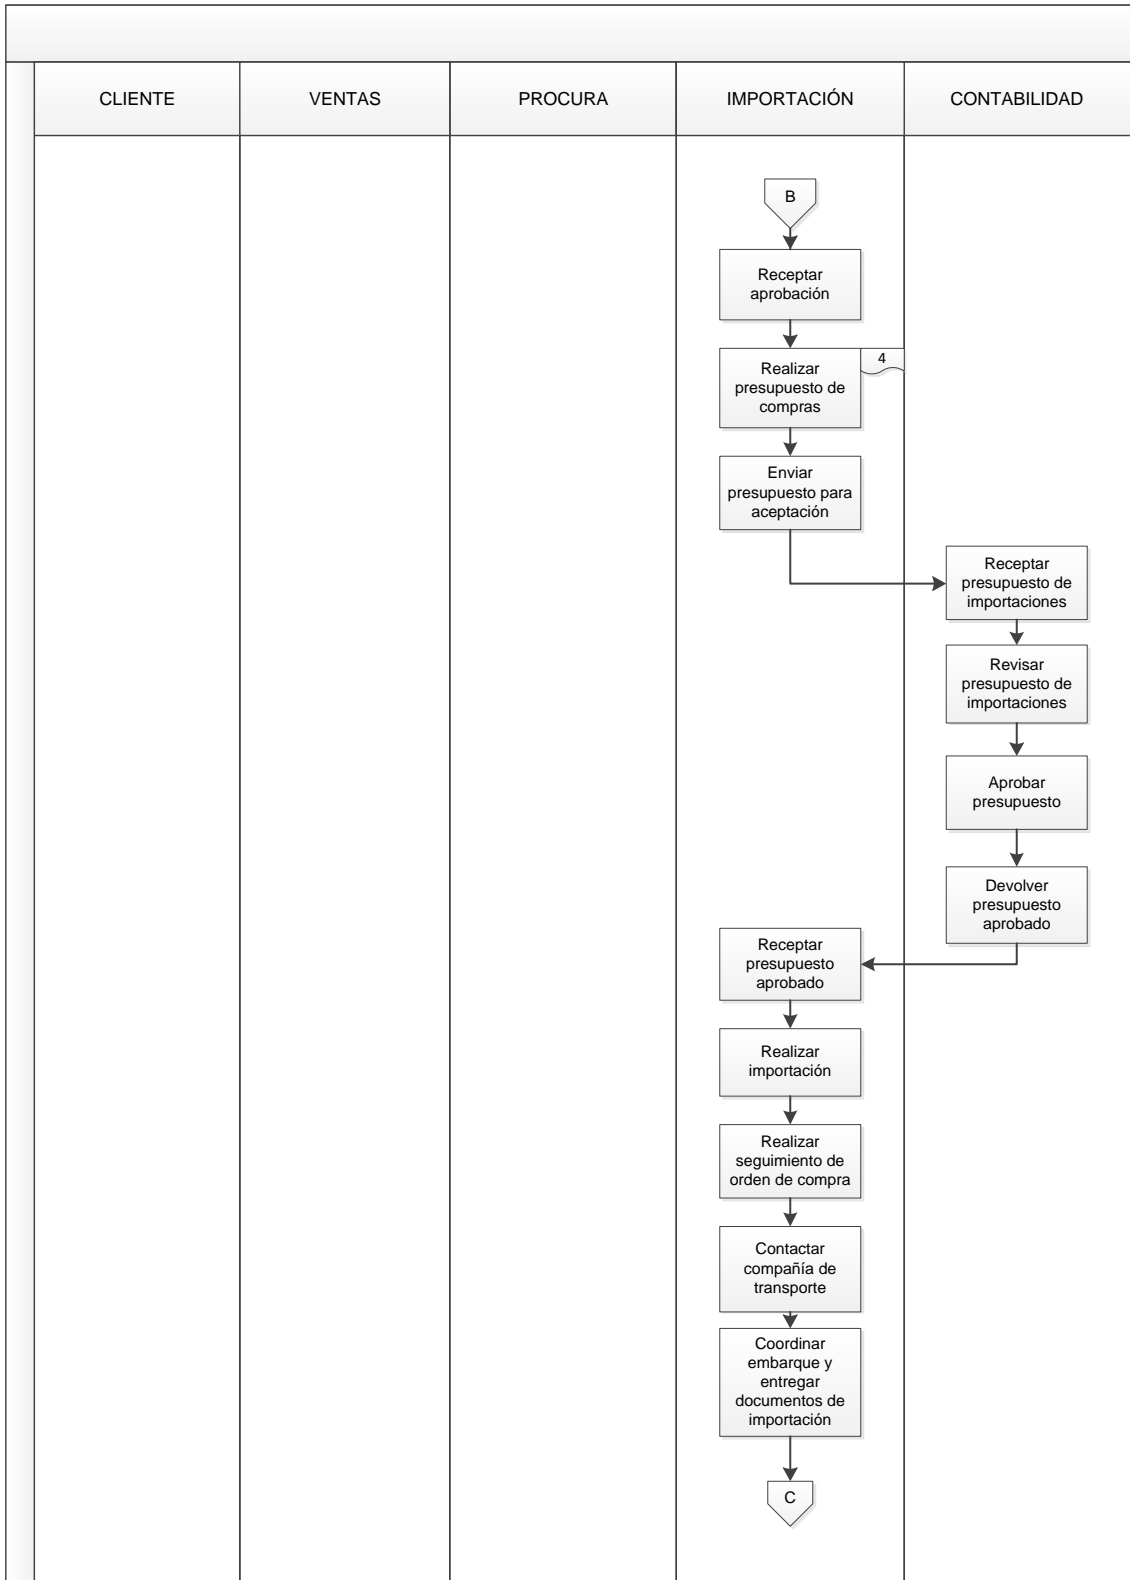 CLIENTE
VENTAS
PROCURA
IMPORTACIÓN
CONTABILIDAD
B
Receptar
aprobación
Realizar
presupuesto de
compras
4
Enviar
presupuesto para
aceptación
Receptar
presupuesto de
importaciones
Revisar
presupuesto de
importaciones
Aprobar
presupuesto
Devolver
presupuesto
aprobado
Receptar
presupuesto
aprobado
Realizar
importación
Realizar
seguimiento de
orden de compra
Contactar
compañía de
transporte
Coordinar
embarque y
entregar
documentos de
importación
C